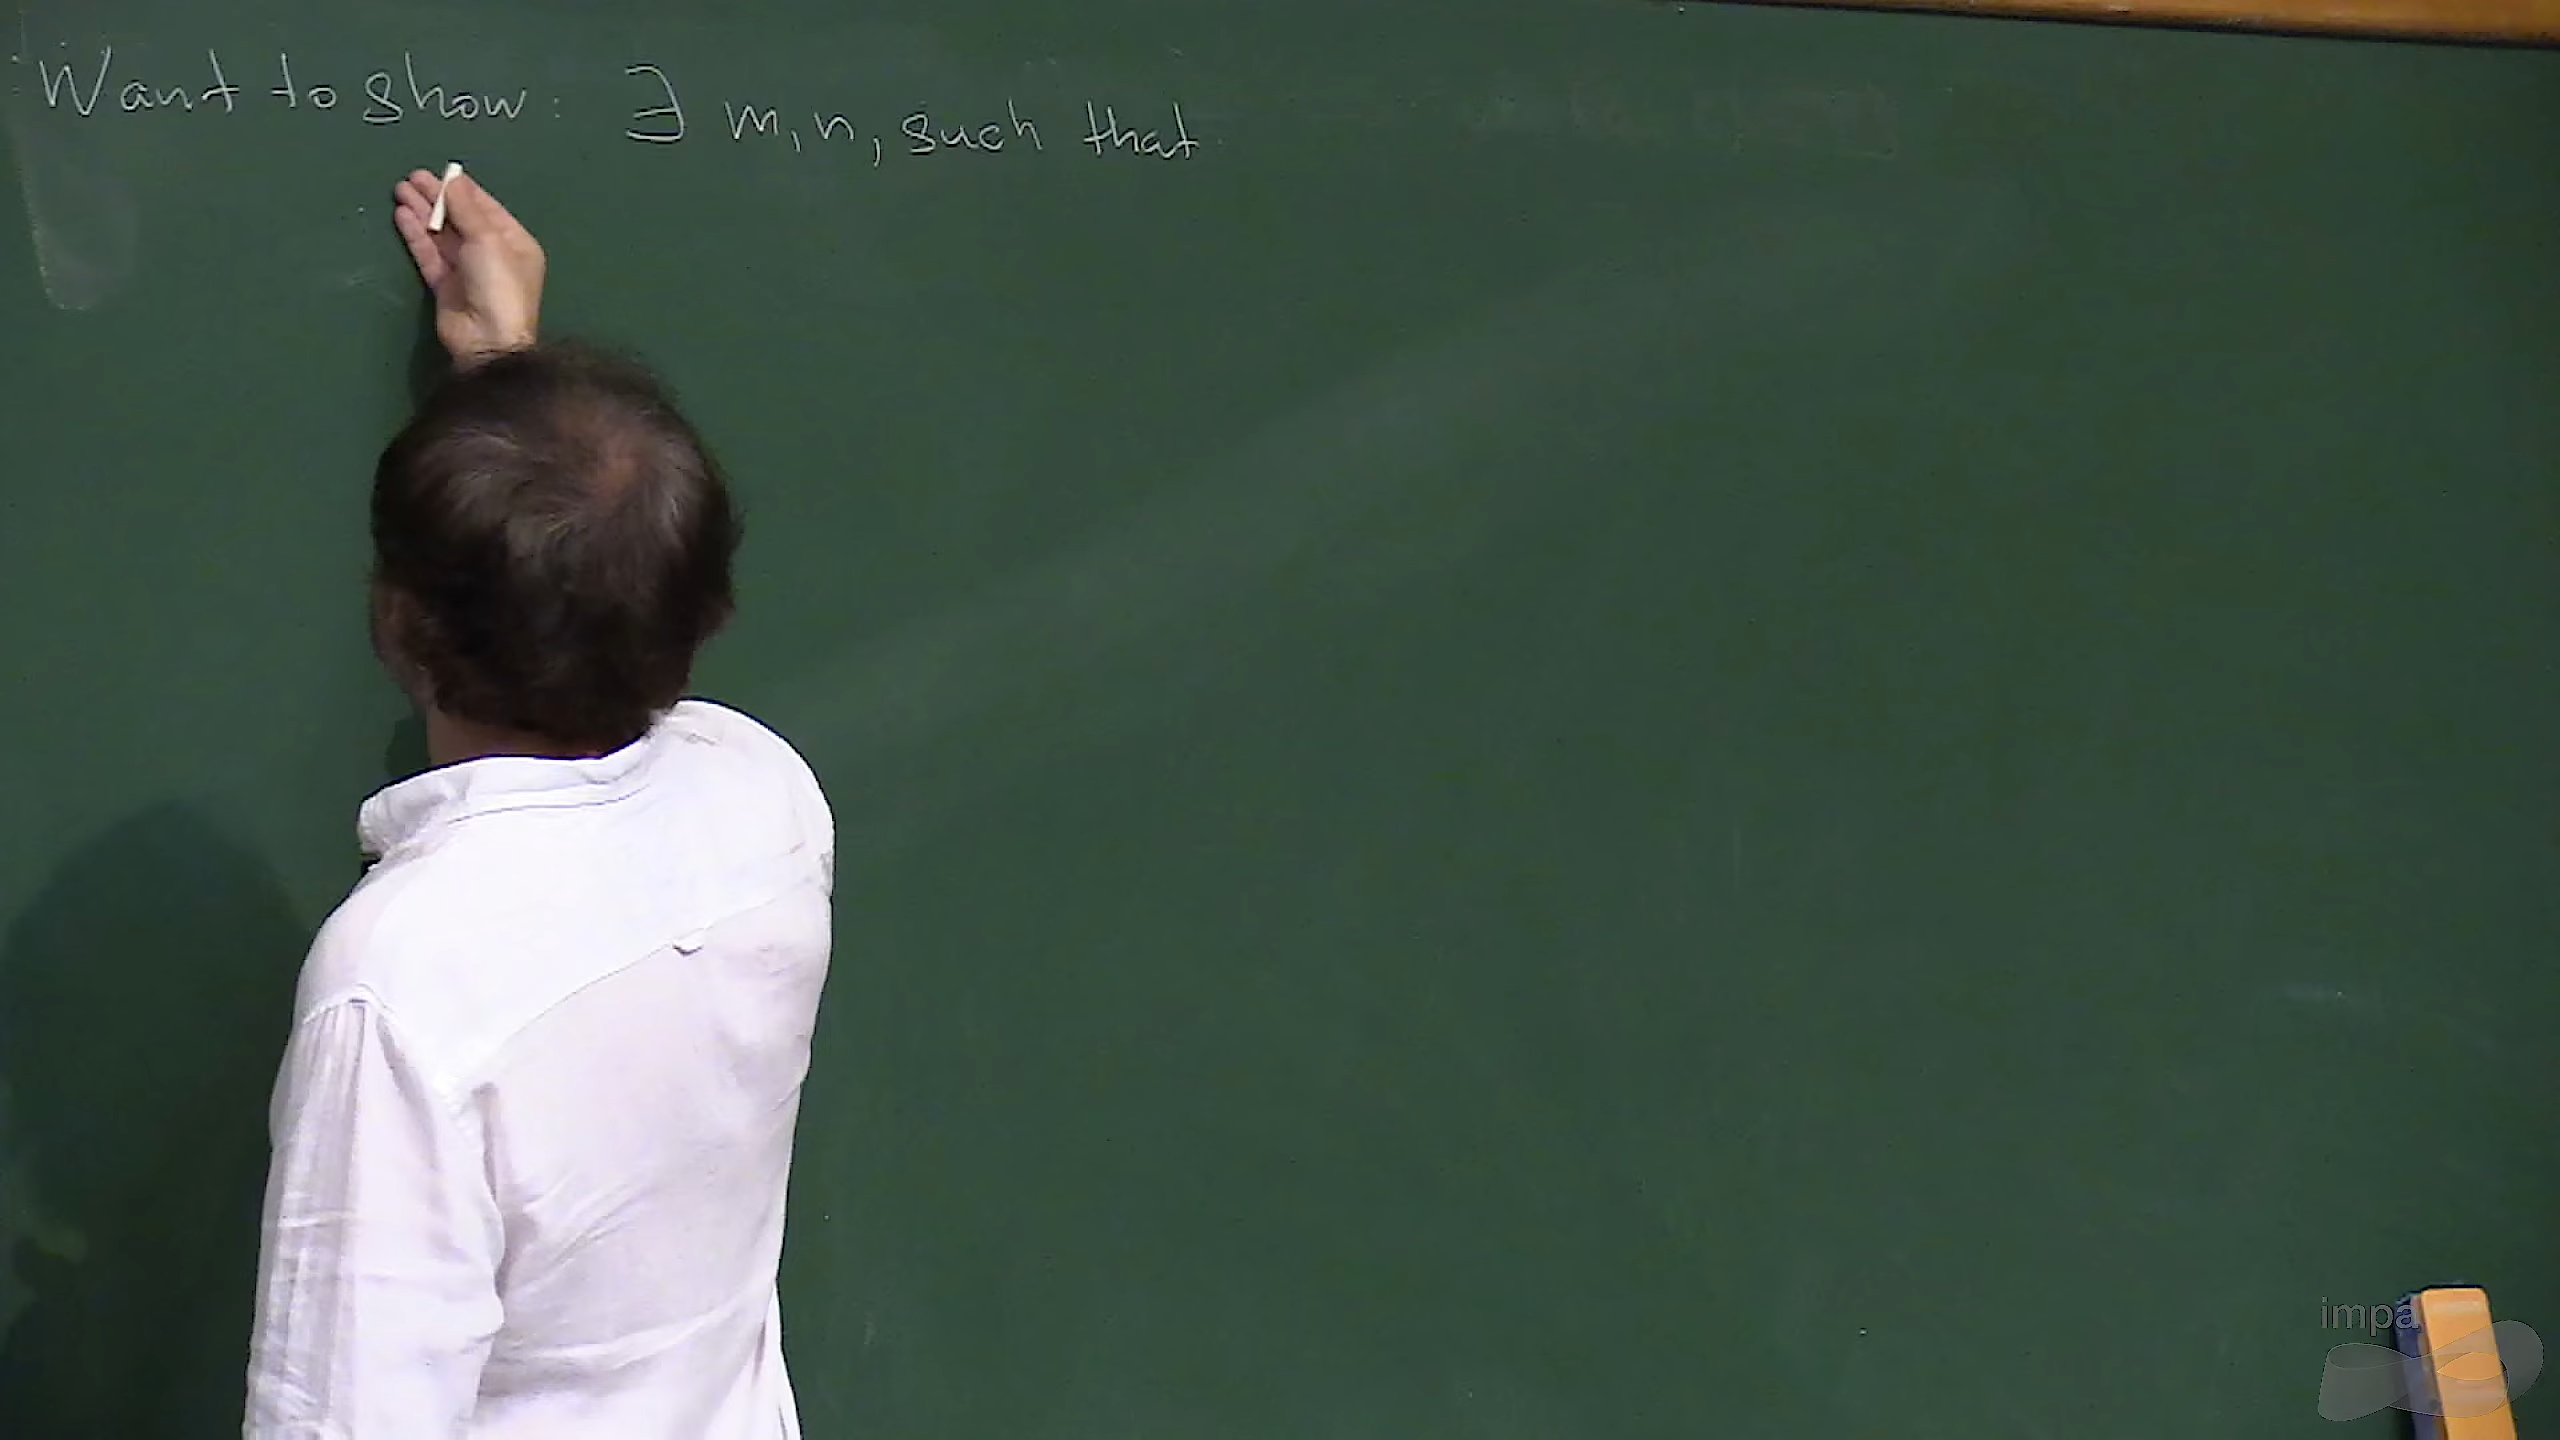 Want to show: ∃ m, n, such that
impa